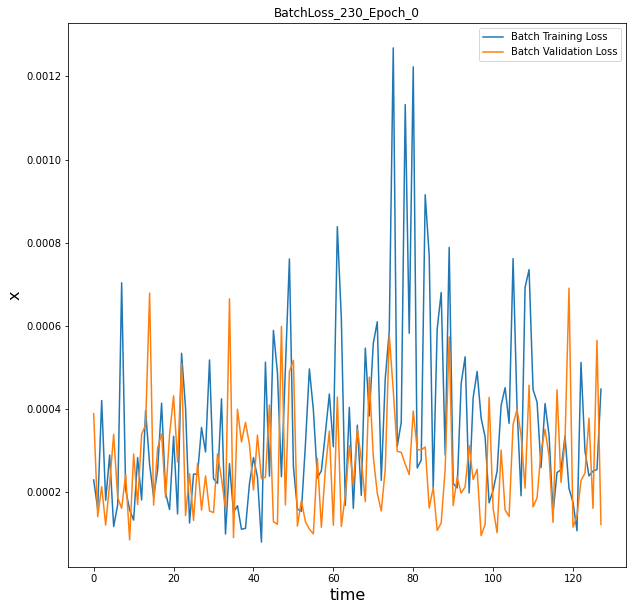 BatchLoss_230_Epoch_0
Batch Training Loss
Batch Validation Loss
0.0012
0.0010
0.0008
0.0006
0.0004
0.0002
x
0 20 40 60 80 100 120
time